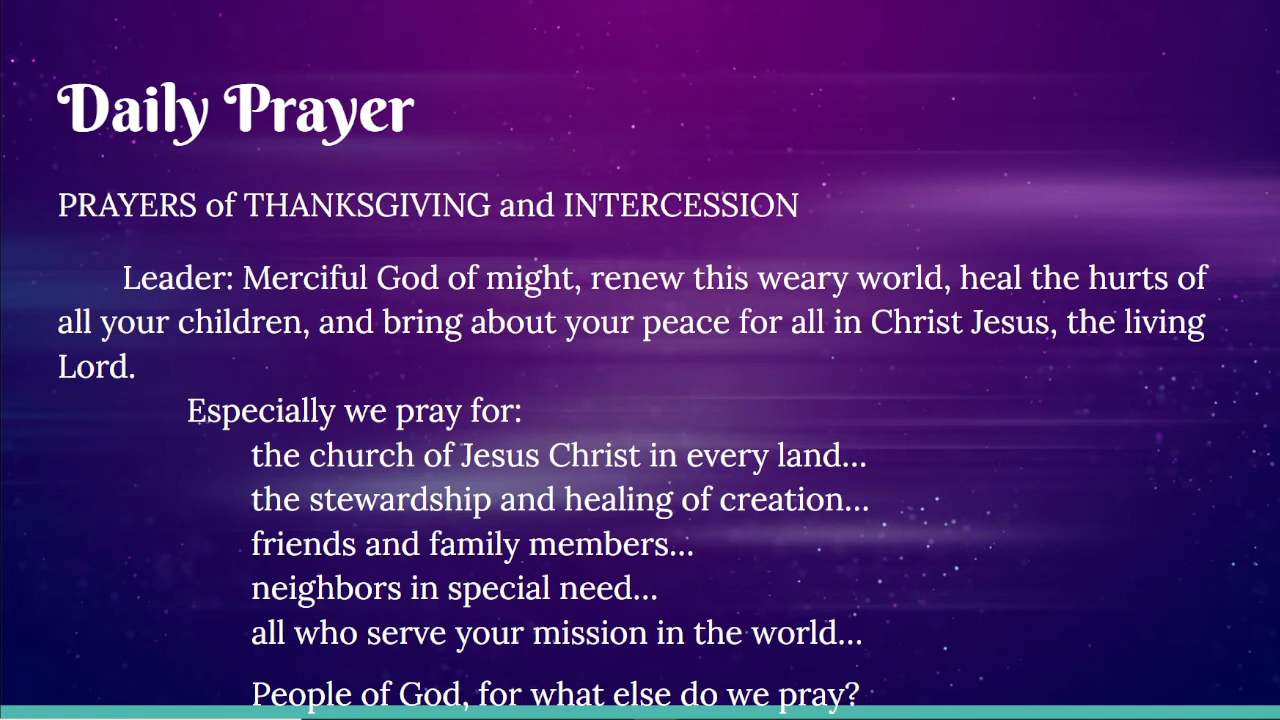 Daily Prayer
PRAYERS of THANKSGIVING and INTERCESSION
Leader: Merciful God of might, renew this weary world, heal the hurts of
all your children, and bring about your peace for all in Christ Jesus, the living
Lord.
Especially we pray for:
the church of Jesus Christ in every land...
the stewardship and healing of creation...
friends and family members...
neighbors in special need...
all who serve your mission in the world...
People of God, for what else do we pray?